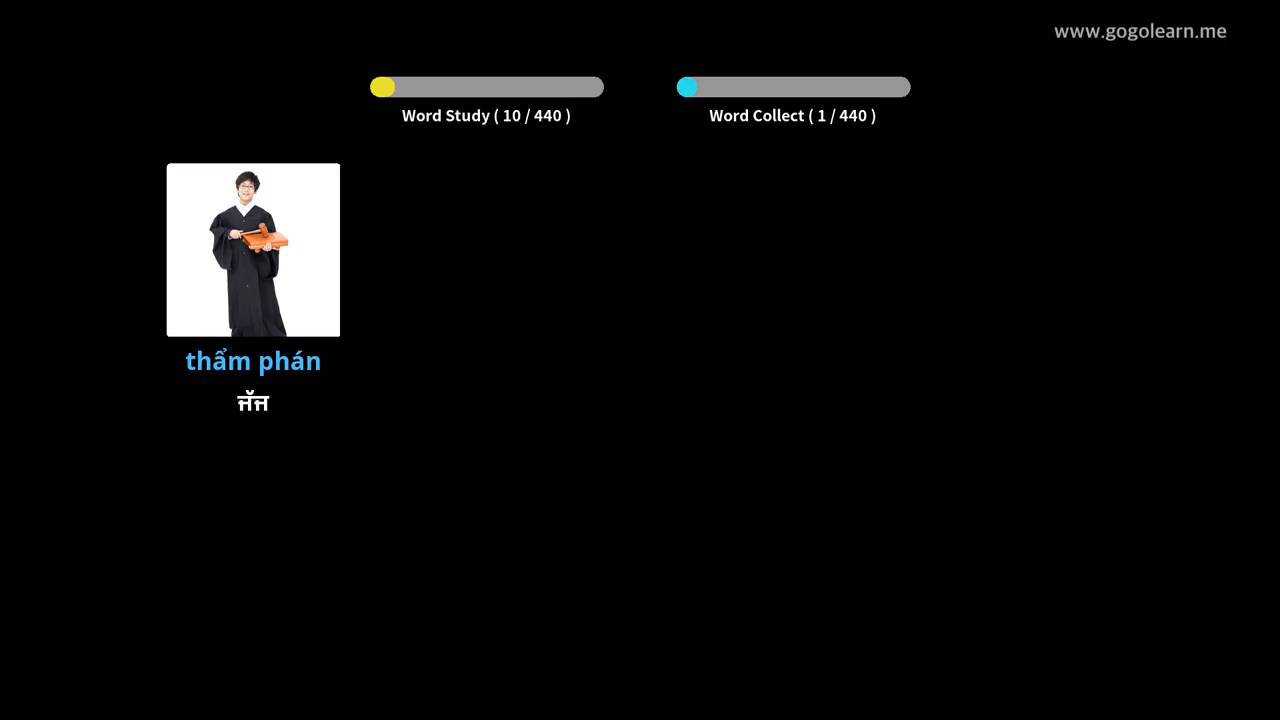 www.gogolearn.me
Word Study ( 10 / 440 )
Word Collect ( 1 / 440 )
thẩm phán
ਜੱਜ